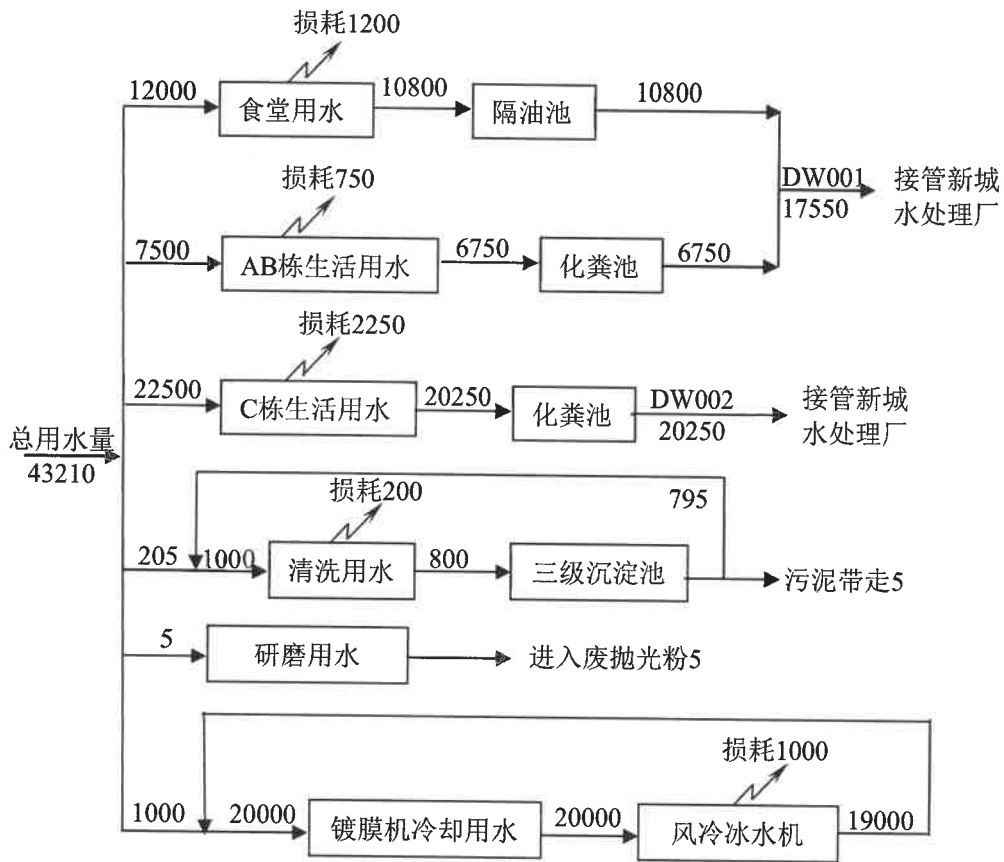 损耗1200
12000
食堂用水
10800
隔油池
10800
损耗750
DW001
17550
接管新城
水处理厂
7500
AB栋生活用水
6750
化粪池
6750
损耗2250
22500
C栋生活用水
20250
化粪池
DW002
20250
接管新城
水处理厂
总用水量
43210
损耗200
795
205
1000
清洗用水
800
三级沉淀池
污泥带走5
5
研磨用水
进入废抛光粉5
损耗1000
1000
20000
镀膜机冷却用水
20000
风冷冰水机
19000